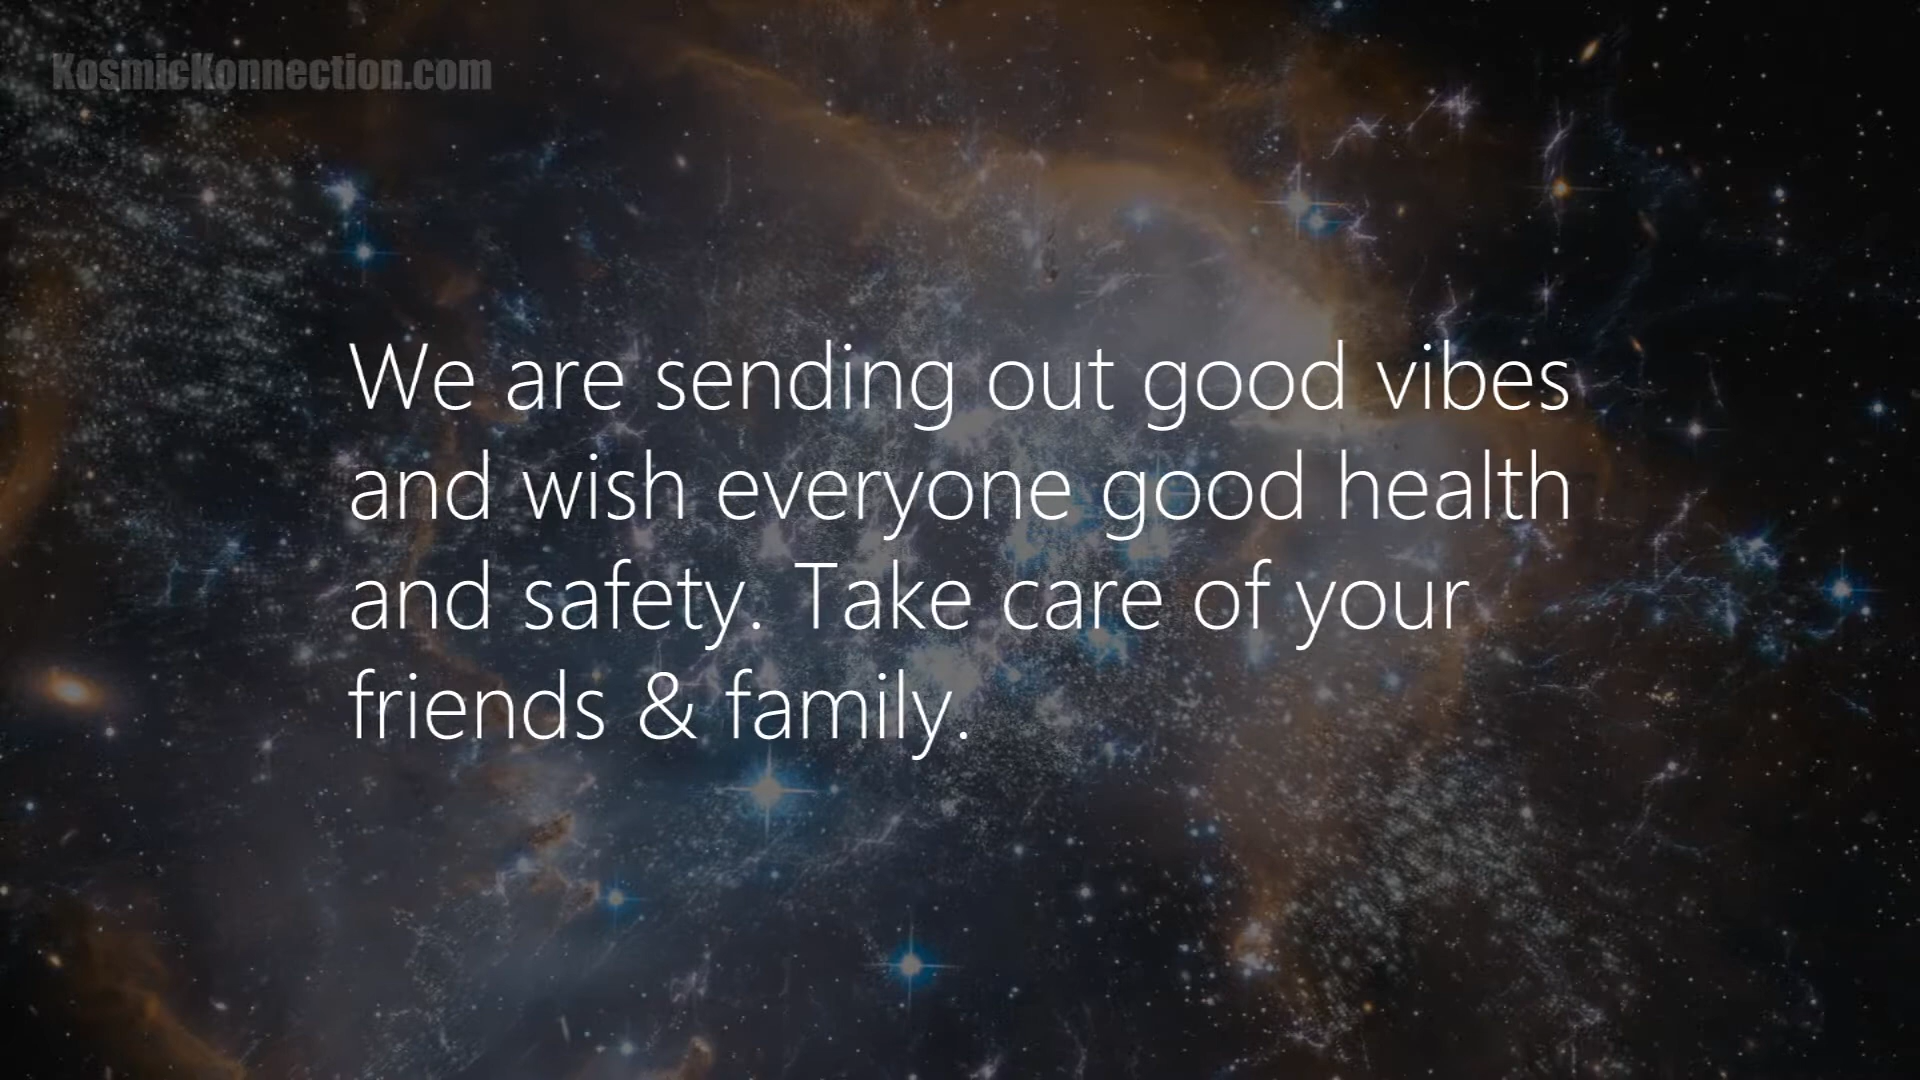 KosmicKonnection.com
We are sending out good vibes
and wish everyone good health
and safety. Take care of your
friends & family.